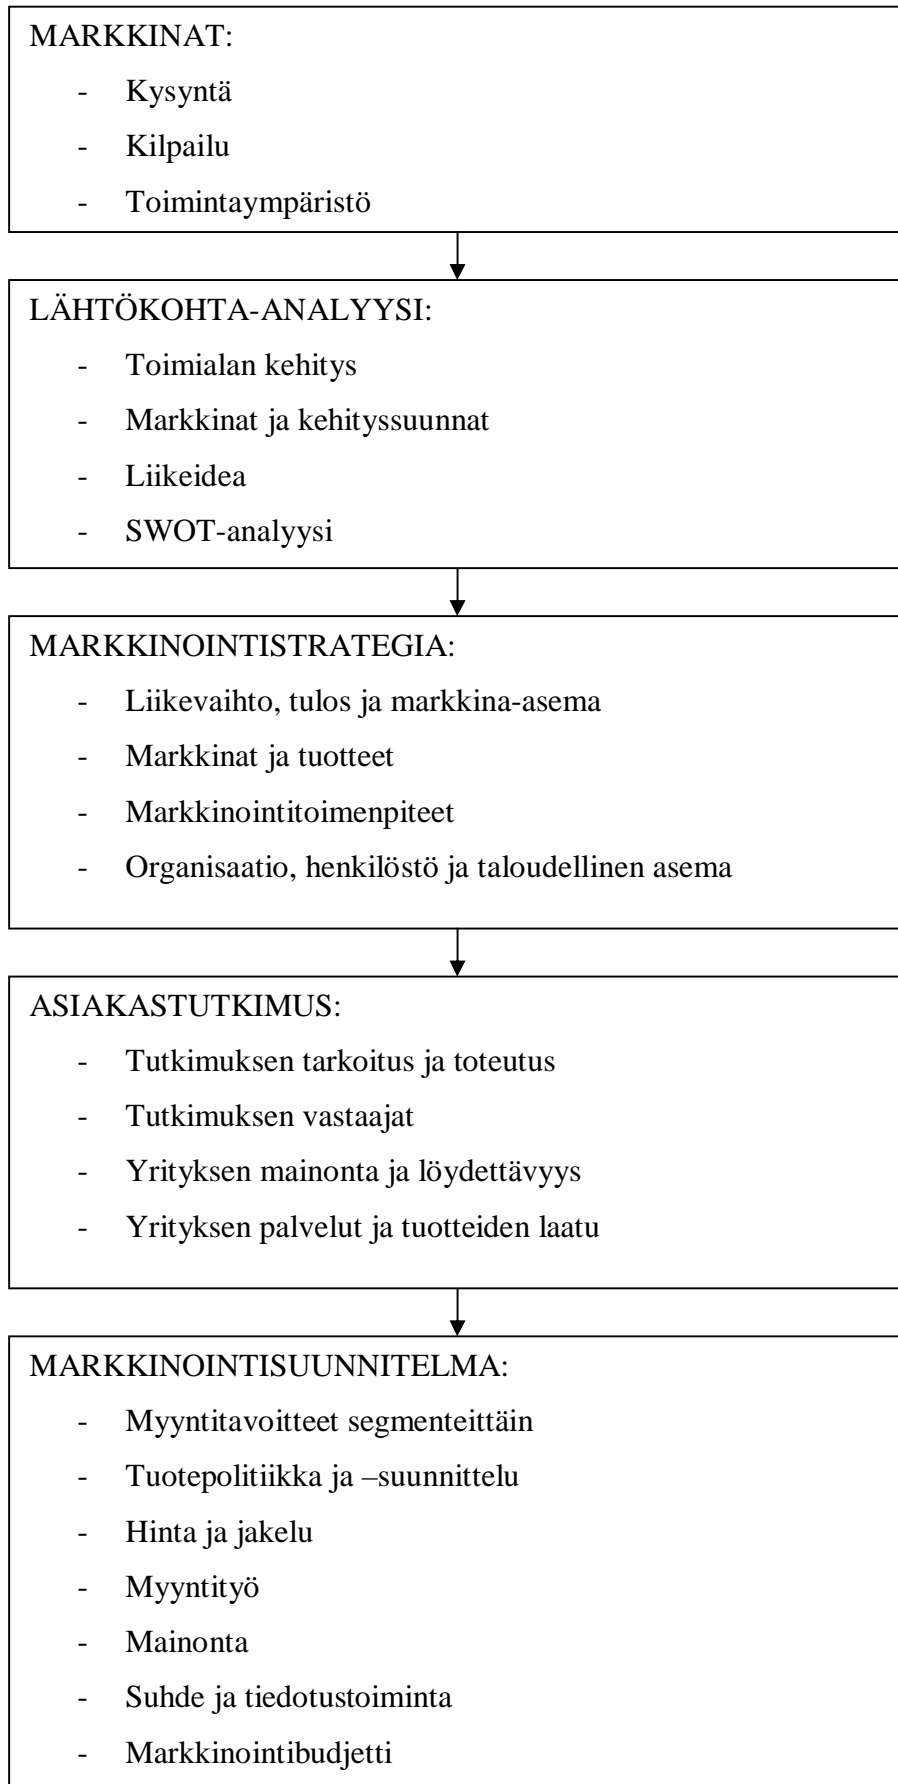 MARKKINAT:
- Kysyntä
- Kilpailu
- Toimintaympäristö
LÄHTÖKOHTA-ANALYYSI:
- Toimialan kehitys
- Markkinat ja kehityssuunnat
- Liikeidea
- SWOT-analyysi
MARKKINOINTISTRATEGIA:
- Liikevaihto, tulos ja markkina-asema
- Markkinat ja tuotteet
- Markkinointitoimenpiteet
- Organisaatio, henkilöstö ja taloudellinen asema
ASIAKASTUTKIMUS:
- Tutkimuksen tarkoitus ja toteutus
- Tutkimuksen vastaajat
- Yrityksen mainonta ja löydettävyys
- Yrityksen palvelut ja tuotteiden laatu
MARKKINOINTISUUNNITELMA:
- Myyntitavoitteet segmenteittäin
- Tuotepolitiikka ja –suunnittelu
- Hinta ja jakelu
- Myyntityö
- Mainonta
- Suhde ja tiedotustoiminta
- Markkinointibudjetti